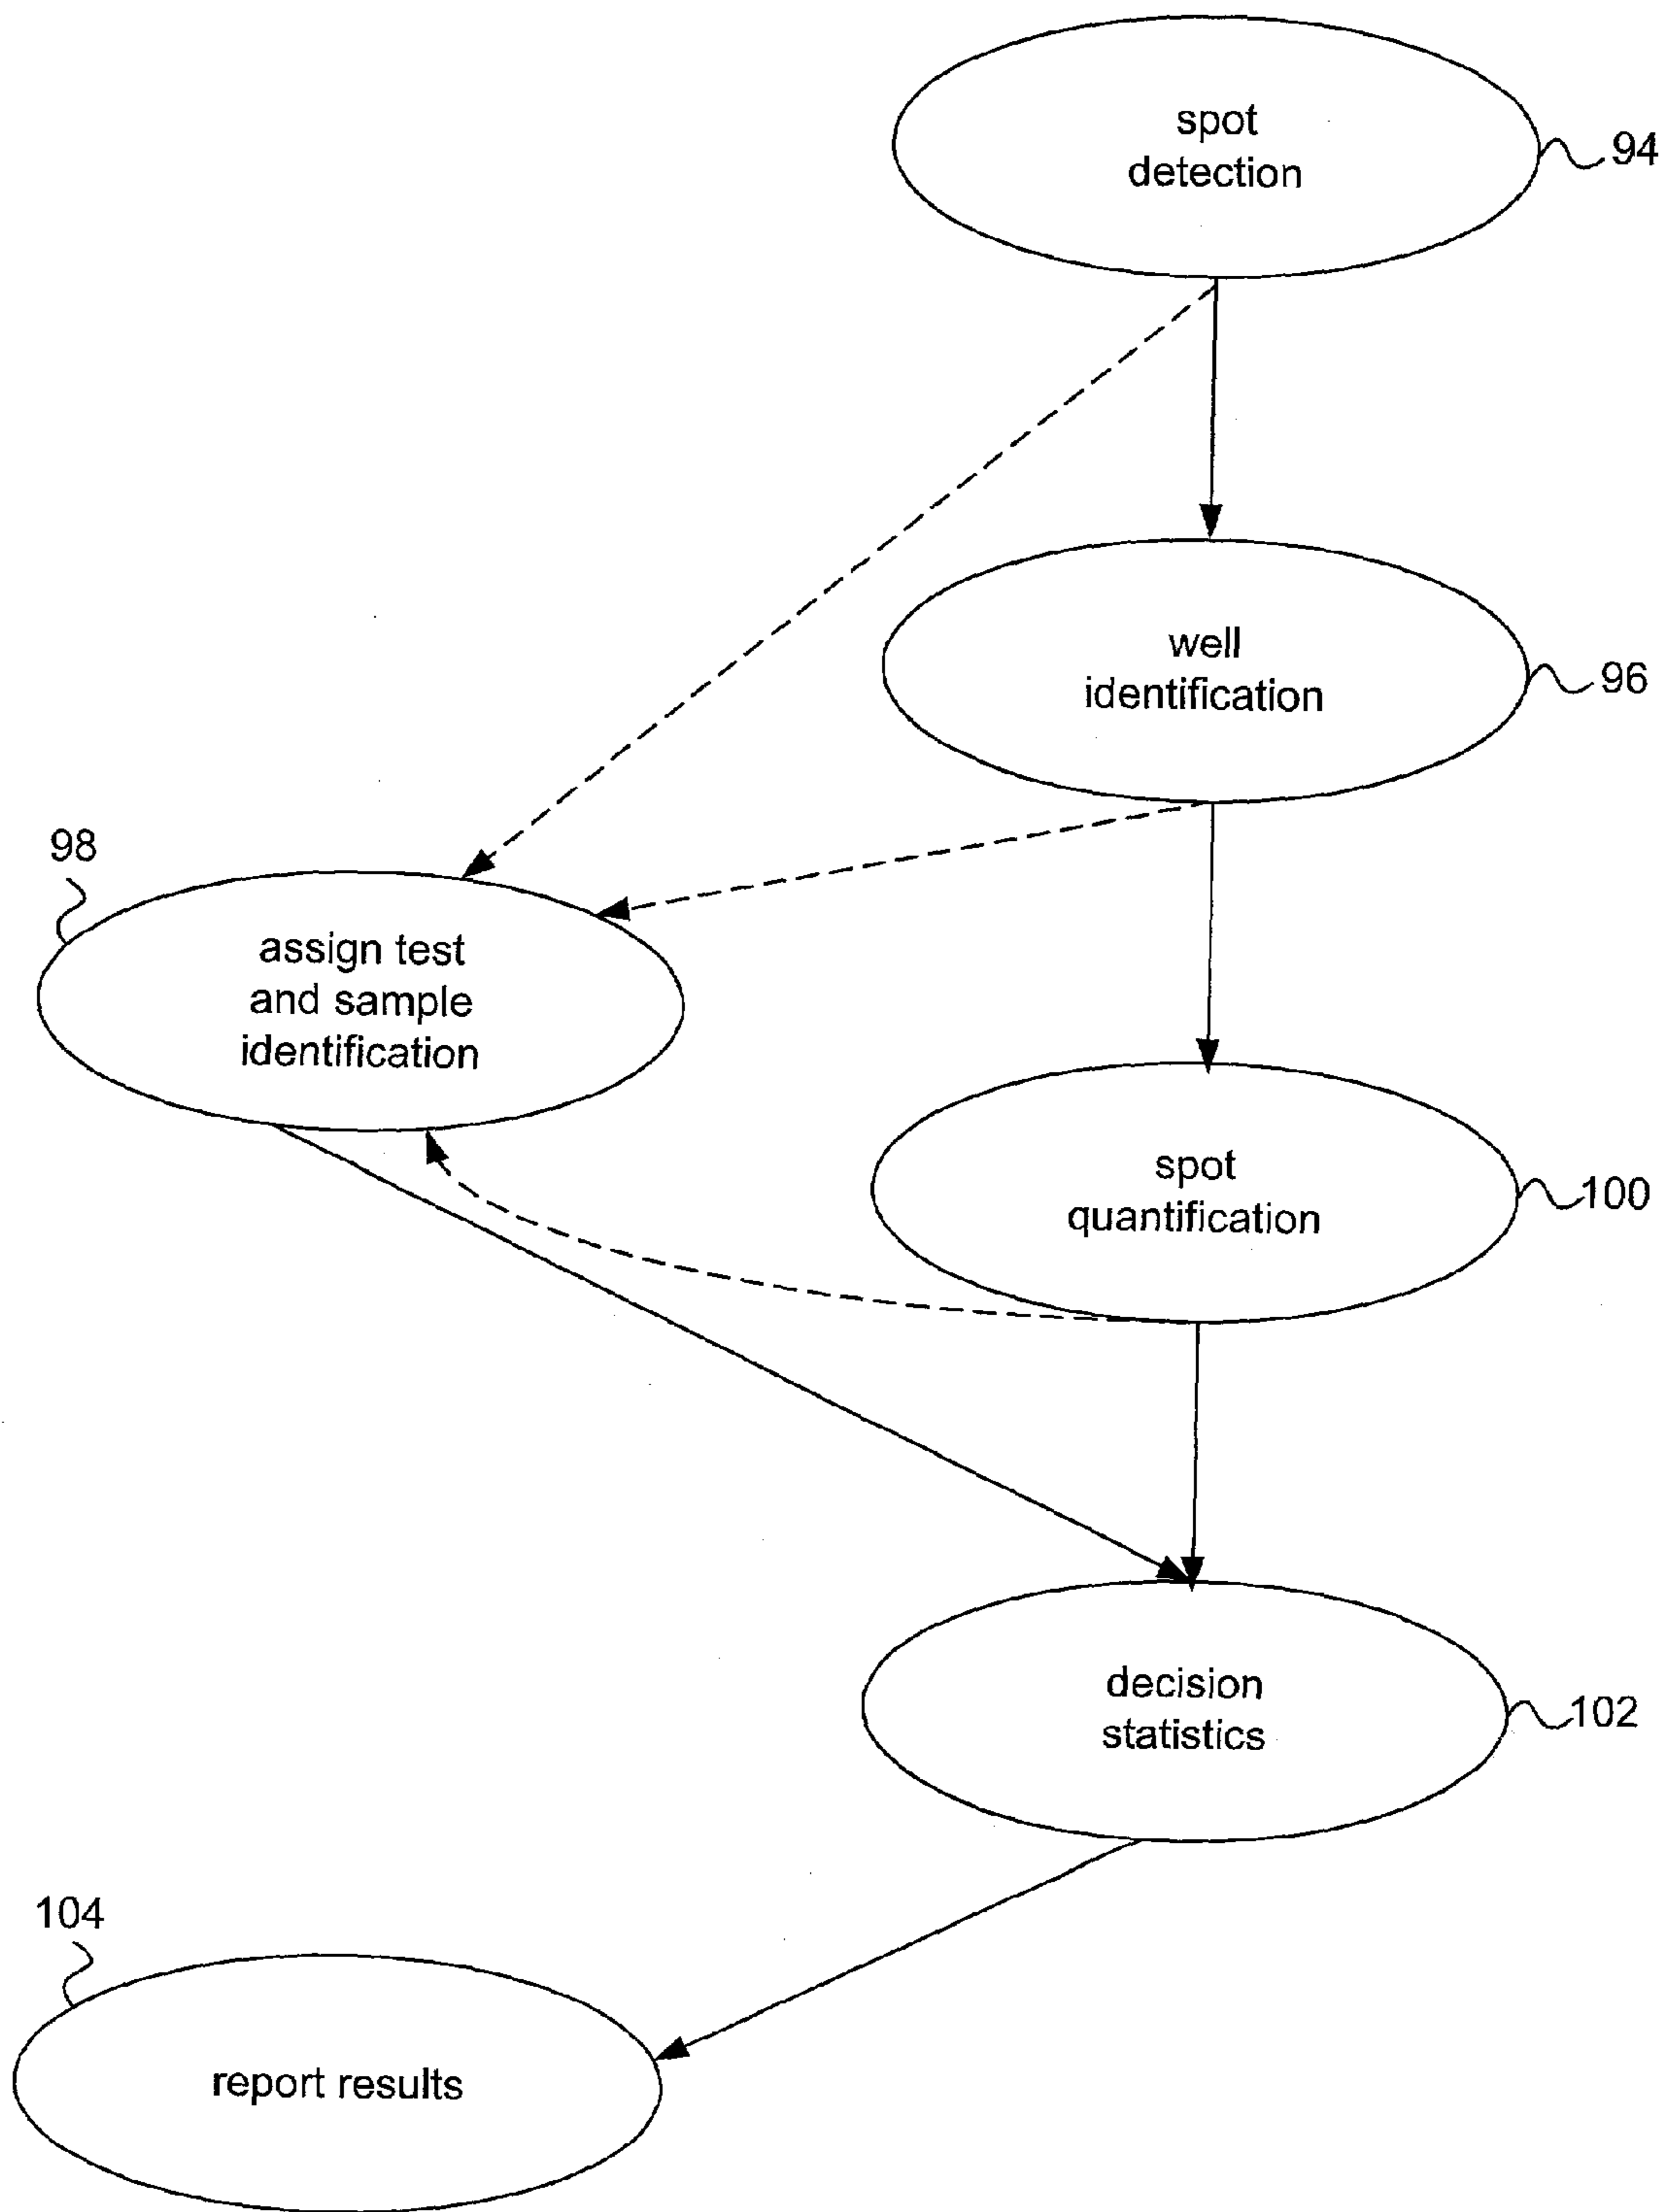 spot
detection
94
well
identification
96
98
assign test
and sample
identification
spot
quantification
100
decision
statistics
102
104
report results